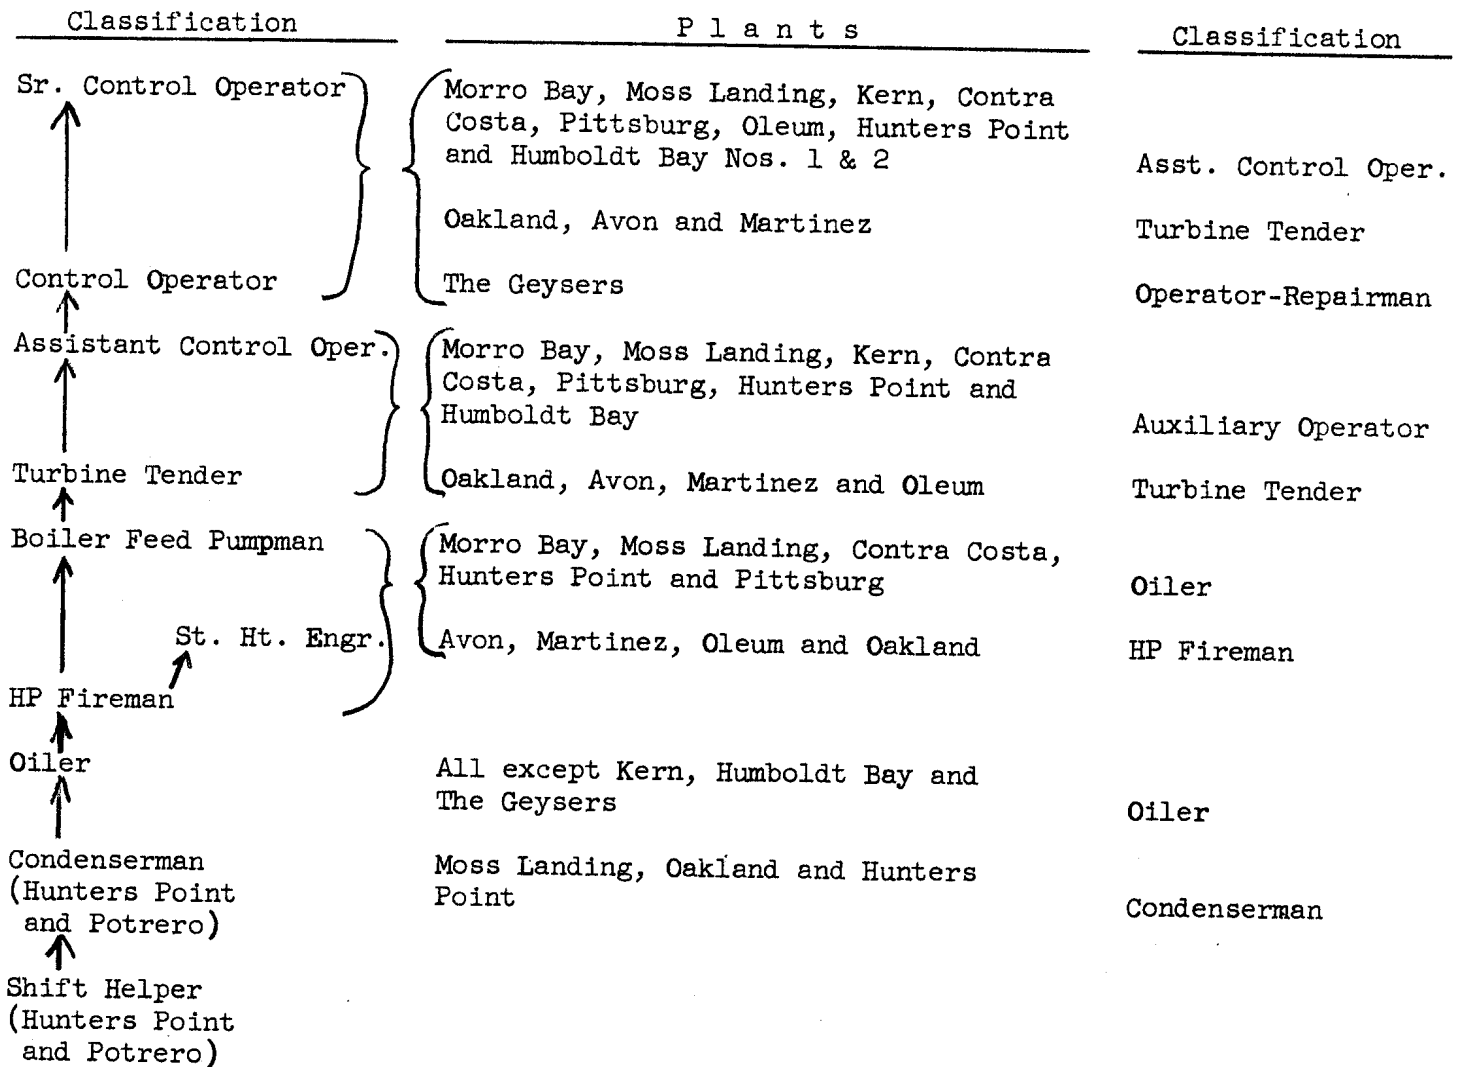 Classification
P l a n t s
Classification
Sr. Control Operator
Morro Bay, Moss Landing, Kern, Contra
Costa, Pittsburg, Oleum, Hunters Point
and Humboldt Bay Nos. 1 & 2
Asst. Control Oper.
Oakland, Avon and Martinez
Turbine Tender
Control Operator
The Geysers
Operator-Repairman
Assistant Control Oper.
Morro Bay, Moss Landing, Kern, Contra
Costa, Pittsburg, Hunters Point and
Humboldt Bay
Auxiliary Operator
Turbine Tender
Oakland, Avon, Martinez and Oleum
Turbine Tender
Boiler Feed Pumpman
Morro Bay, Moss Landing, Contra Costa,
Hunters Point and Pittsburg
Oiler
St. Ht. Engr.
Avon, Martinez, Oleum and Oakland
HP Fireman
HP Fireman
Oiler
All except Kern, Humboldt Bay and
The Geysers
Oiler
Condenserman
(Hunters Point
and Potrero)
Moss Landing, Oakland and Hunters
Point
Condenserman
Shift Helper
(Hunters Point
and Potrero)